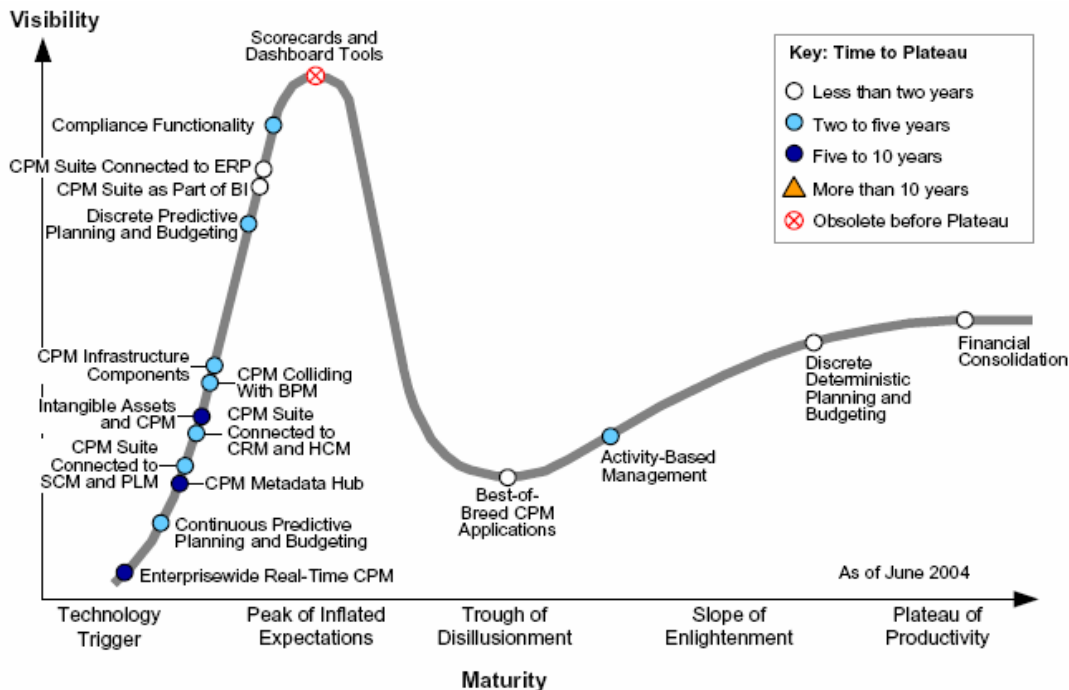 Visibility
Scorecards and
Dashboard Tools
Key: Time to Plateau
Less than two years
Two to five years
Five to 10 years
More than 10 years
Obsolete before Plateau
Compliance Functionality
CPM Suite Connected to ERP
CPM Suite as Part of BI
Discrete Predictive
Planning and Budgeting
CPM Infrastructure
Components
CPM Colliding
With BPM
Intangible Assets
and CPM
CPM Suite
Connected to
CRM and HCM
CPM Suite
Connected to
SCM and PLM
CPM Metadata Hub
Continuous Predictive
Planning and Budgeting
Enterprisewide Real-Time CPM
Best-of-
Breed CPM
Applications
Activity-Based
Management
Discrete
Deterministic
Planning and
Budgeting
Financial
Consolidation
As of June 2004
Technology
Trigger
Peak of Inflated
Expectations
Trough of
Disillusionment
Slope of
Enlightenment
Plateau of
Productivity
Maturity